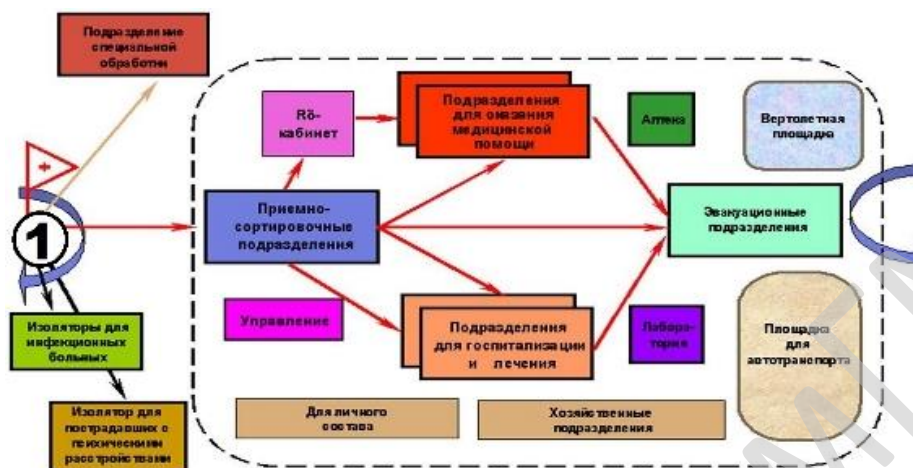 Подразделение
специальной
обработки
Rö-
кабинет
Подразделения
для оказания
медицинской
помощи
Аптека
Вертолетная
площадка
1
Приемно-
сортировочные
подразделения
Эвакуационные
подразделения
Изоляторы для
инфекционных
больных
Управление
Подразделения
для госпитализации
и лечения
Лабора-
тория
Площадка
для
автотранпорта
Изолятор для
пострадавших с
психическими
расстройствами
Для личного
состава
Хозяйственные
подразделения